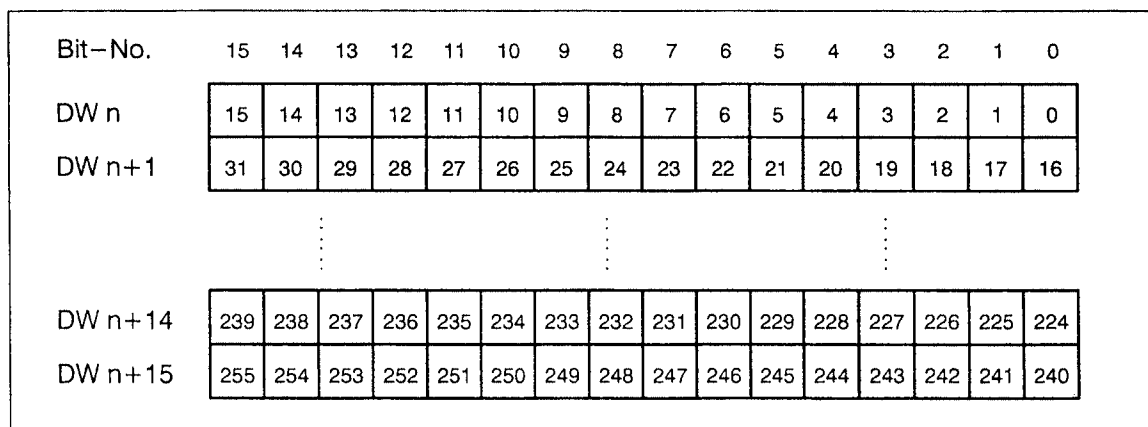 Bit–No. 15 14 13 12 11 10 9 8 7 6 5 4 3 2 1 0
DW n 15 14 13 12 11 10 9 8 7 6 5 4 3 2 1 0
DW n+1 31 30 29 28 27 26 25 24 23 22 21 20 19 18 17 16
DW n+14 239 238 237 236 235 234 233 232 231 230 229 228 227 226 225 224
DW n+15 255 254 253 252 251 250 249 248 247 246 245 244 243 242 241 240